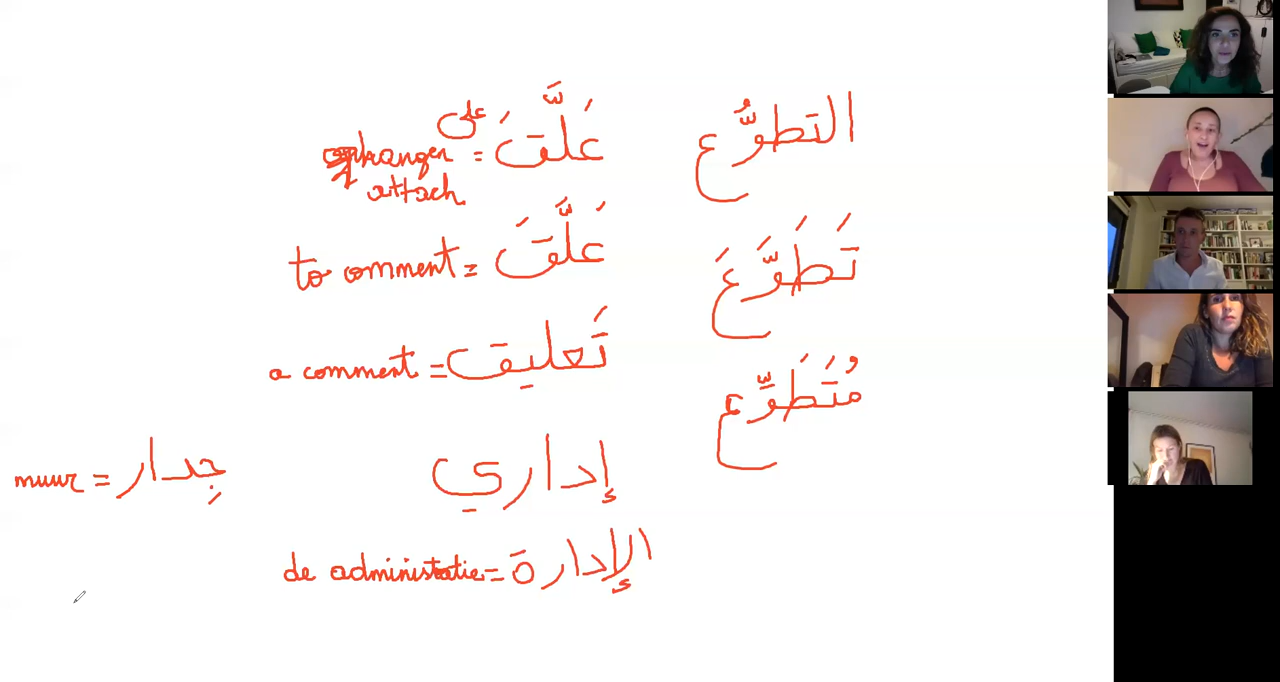 التطوُّع
تَطَوَّعَ
مُتَطَوِّع
عَلَّقَ على = ophangen
attach
عَلَّقَ = to comment
تَعليق = a comment
إداري
جِدار = muur
الإدارة = de administratie